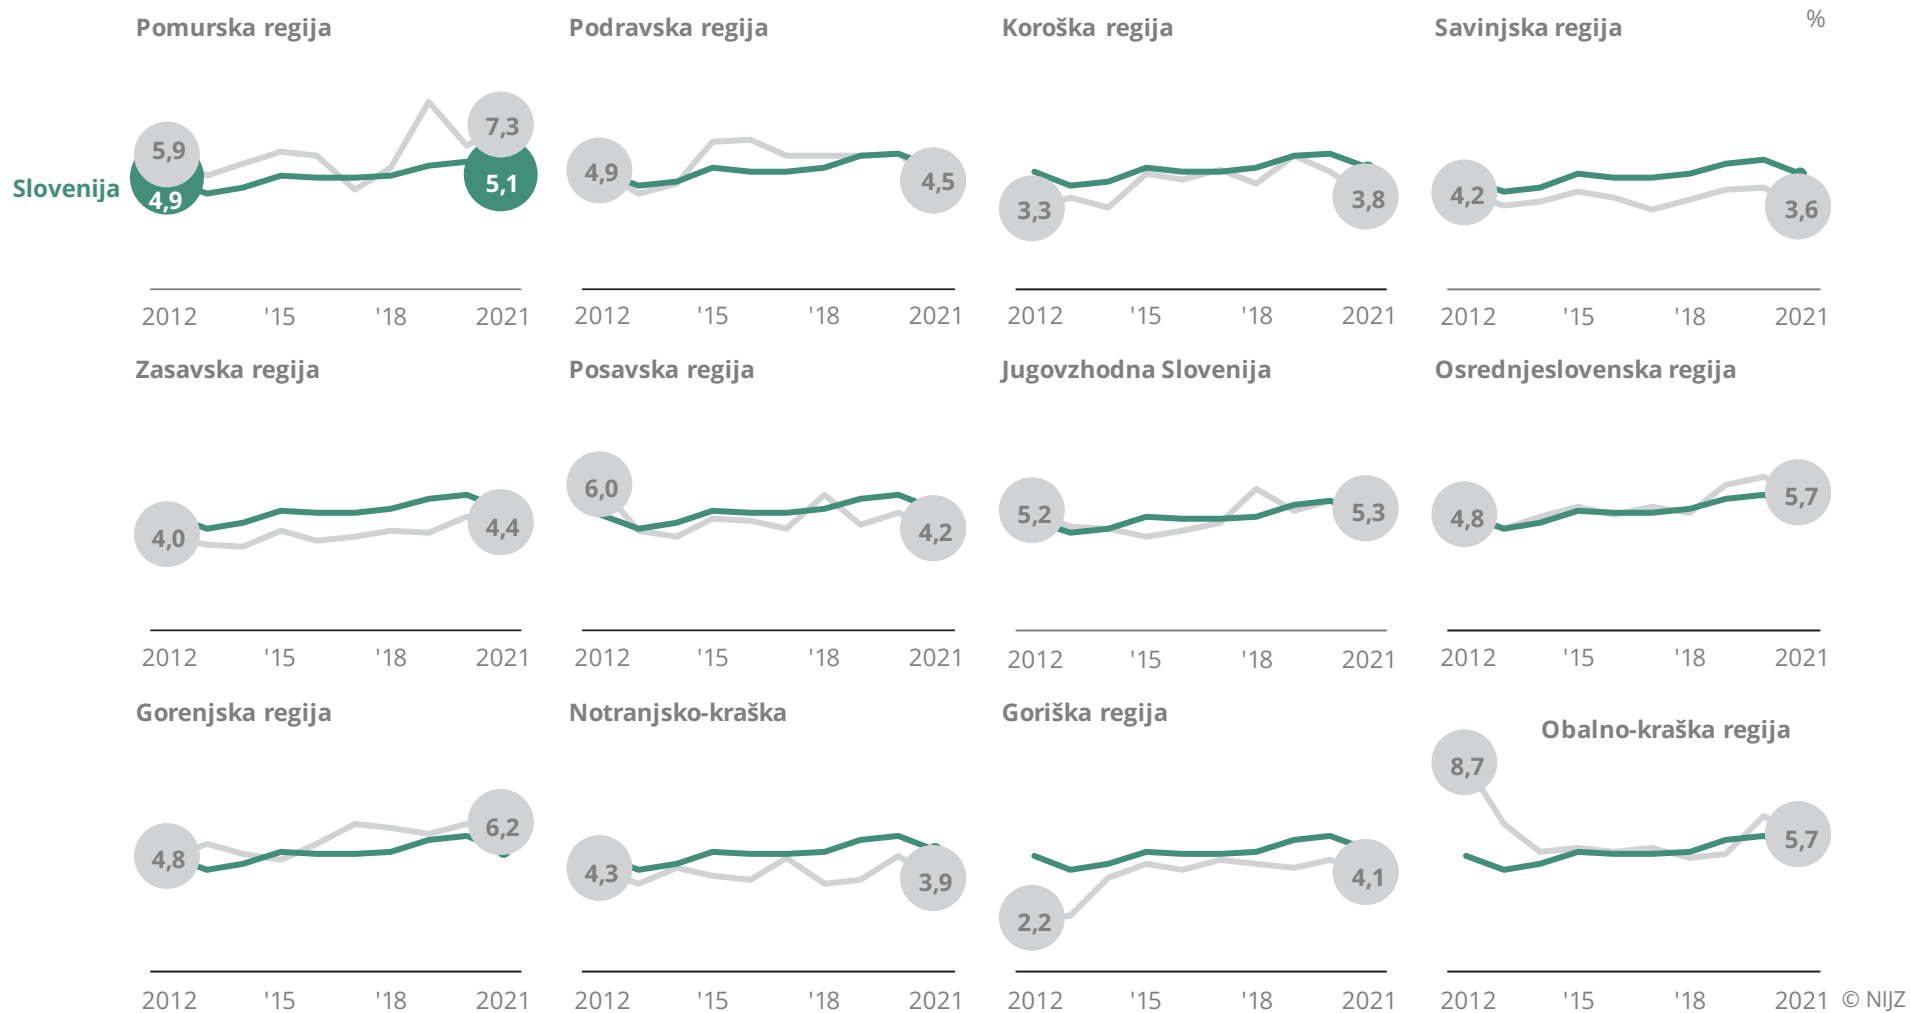 Pomurska regija
Podravska regija
Koroška regija
Savinjska regija
%
5,9
7,3
4,9
5,1
Slovenija
4,9
4,5
3,3
3,8
4,2
3,6
2012 '15 '18 2021
2012 '15 '18 2021
2012 '15 '18 2021
2012 '15 '18 2021
Zasavska regija
Posavska regija
Jugovzhodna Slovenija
Osrednjeslovenska regija
4,0
4,4
6,0
4,2
5,2
5,3
4,8
5,7
2012 '15 '18 2021
2012 '15 '18 2021
2012 '15 '18 2021
2012 '15 '18 2021
Gorenjska regija
Notranjsko-kraška
Goriška regija
Obalno-kraška regija
4,8
6,2
4,3
3,9
2,2
4,1
8,7
5,7
2012 '15 '18 2021
2012 '15 '18 2021
2012 '15 '18 2021
2012 '15 '18 2021
© NIJZ